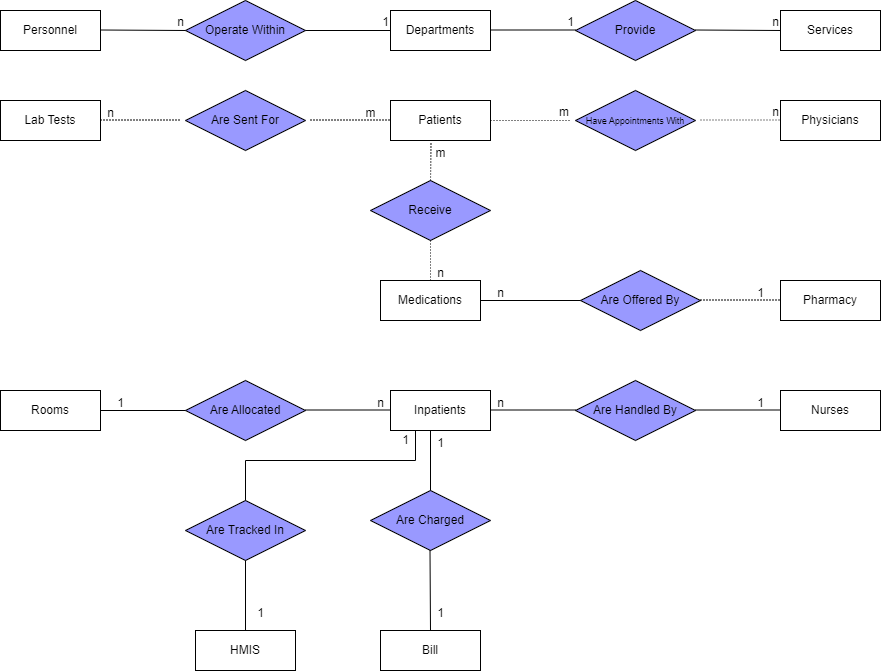 Personnel
n
Operate Within
1
Departments
1
Provide
n
Services
Lab Tests
n
Are Sent For
m
Patients
m
Have Appointments With
n
Physicians
m
Receive
n
Medications
n
Are Offered By
1
Pharmacy
Rooms
1
Are Allocated
n
Inpatients
n
Are Handled By
1
Nurses
1
1
Are Tracked In
Are Charged
1
1
HMIS
Bill